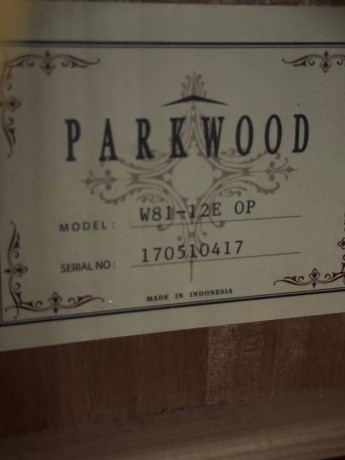 PARKWOOD
MODEL: W81-12E OP
SERIAL NO: 170510417
MADE IN INDONESIA